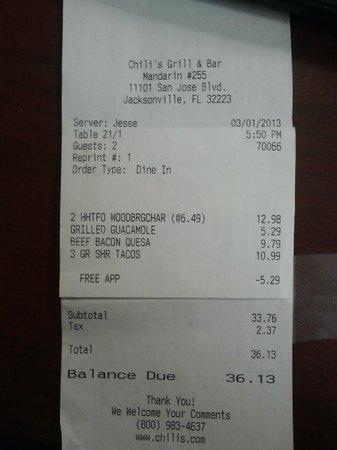 Chili's Grill & Bar
Mandarin #255
11101 San Jose Blvd.
Jacksonville, FL 32223
Server: Jesse 03/01/2013
Table 21/1 5:50 PM
Guests: 2 70066
Reprint #: 1
Order Type: Dine In
2 HHTFO WOODBRGCHAR (@6.49) 12.98
GRILLED GUACAMOLE 5.29
BEEF BACON QUESA 9.79
3 GR SHR TACOS 10.99
FREE APP -5.29
Subtotal 33.76
Tax 2.37
Total 36.13
Balance Due 36.13
Thank You!
We Welcome Your Comments
(800) 983-4637
www.chilis.com